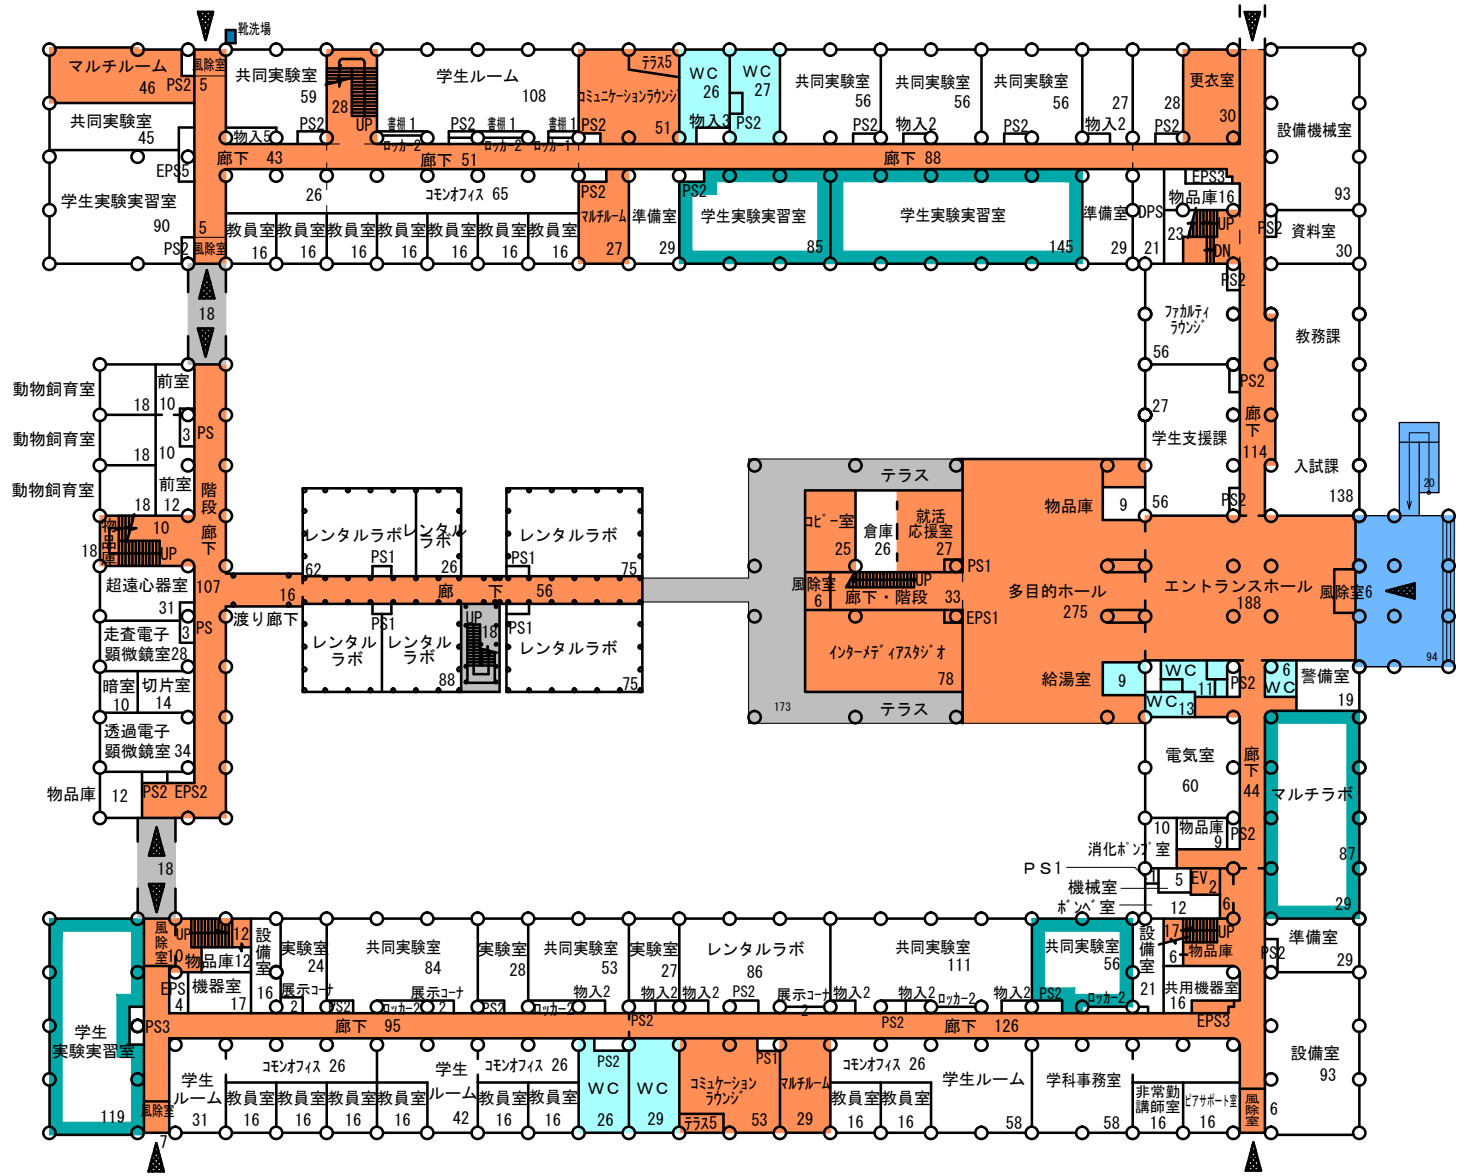 靴洗場
マルチルーム
46
PS2
風除室
5
共同実験室
59
物入5
PS2
28
UP
学生ルーム
108
書棚 1
ロッカー2
PS2
書棚 1
ロッカー2
書棚 1
ロッカー1
PS2
テラス5
コミュニケーションラウンジ
51
WC
26
物入3
WC
27
PS2
共同実験室
56
PS2
共同実験室
56
物入2
共同実験室
56
PS2
27
物入2
28
PS2
更衣室
30
設備機械室
93
共同実験室
45
EPS5
廊下 43
廊下 51
廊下 88
学生実験実習室
90
PS2
5
風除室
26
コモンオフィス 65
教員室
16
教員室
16
教員室
16
教員室
16
教員室
16
教員室
16
教員室
16
PS2
マルチルーム
27
準備室
29
PS2
学生実験実習室
85
学生実験実習室
145
準備室
29
DPS
21
EPS3
物品庫16
23
UP
DN
PS2
資料室
30
18
ファカルティ
ラウンジ
56
PS2
教務課
27
学生支援課
56
PS2
PS2
廊下
114
入試課
138
20
動物飼育室
18
前室
10
3
PS
動物飼育室
18
10
動物飼育室
18
前室
12
階段
廊下
107
物品庫
18
10
UP
超遠心器室
31
走査電子
顕微鏡室28
3
PS
暗室
10
切片室
14
透過電子
顕微鏡室34
物品庫
12
PS2
EPS2
16
渡り廊下
レンタルラボ
62
PS1
レンタル
ラボ
26
レンタルラボ
PS1
75
廊下 56
レンタル
ラボ
PS1
レンタル
ラボ
88
UP
18
PS1
レンタルラボ
75
テラス
コピー室
25
倉庫
26
就活
応援室
27
PS1
風除室
6
UP
廊下・階段
33
EPS1
インターメディアスタジオ
78
テラス
173
物品庫
9
多目的ホール
275
給湯室
9
エントランスホール
188
風除室6
94
WC
11
WC
13
PS2
6
WC
警備室
19
電気室
60
廊下
44
マルチラボ
87
29
10
消化ポンプ室
物品庫
9
PS2
PS1
1
機械室
5
EV
2
ボンベ室
12
6
18
風除室
10
UP
12
物品庫12
EPS
4
機器室
17
設備室
16
実験室
24
展示コーナ
2
共同実験室
84
PS2
ロッカー2
展示コーナ
2
実験室
28
PS2
共同実験室
53
ロッカー2
物入2
実験室
27
物入2
レンタルラボ
86
物入2
PS2
展示コーナ
2
共同実験室
111
物入2
物入2
ロッカー2
物入2
共同実験室
56
PS2
ロッカー2
設備室
21
17
UP
6
物品庫
共用機器室
16
EPS3
PS2
準備室
29
学生
実験実習室
119
PS3
廊下 95
PS2
PS2
廊下 126
風除室
7
学生
ルーム
31
コモンオフィス 26
教員室
16
教員室
16
教員室
16
教員室
16
学生
ルーム
42
コモンオフィス 26
教員室
16
教員室
16
PS2
WC
26
WC
29
コミュケーション
ラウンジ
テラス5
53
PS1
マルチルーム
29
コモンオフィス 26
教員室
16
教員室
16
学生ルーム
58
学科事務室
58
非常勤
講師室
16
ピアサポート室
16
風除室
6
設備室
93